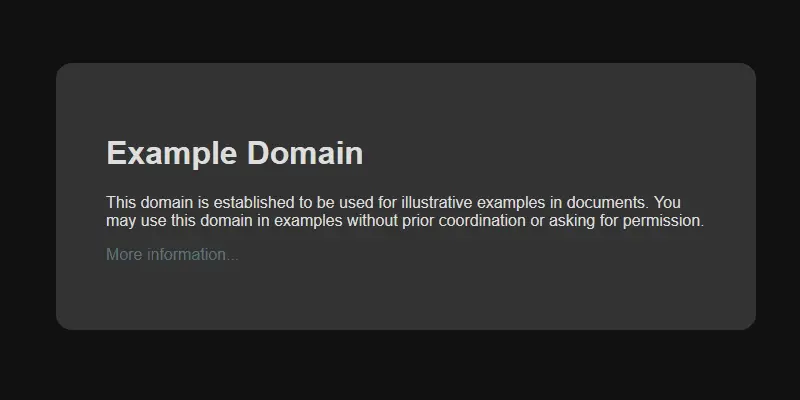 Example Domain
This domain is established to be used for illustrative examples in documents. You
may use this domain in examples without prior coordination or asking for permission.
More information...